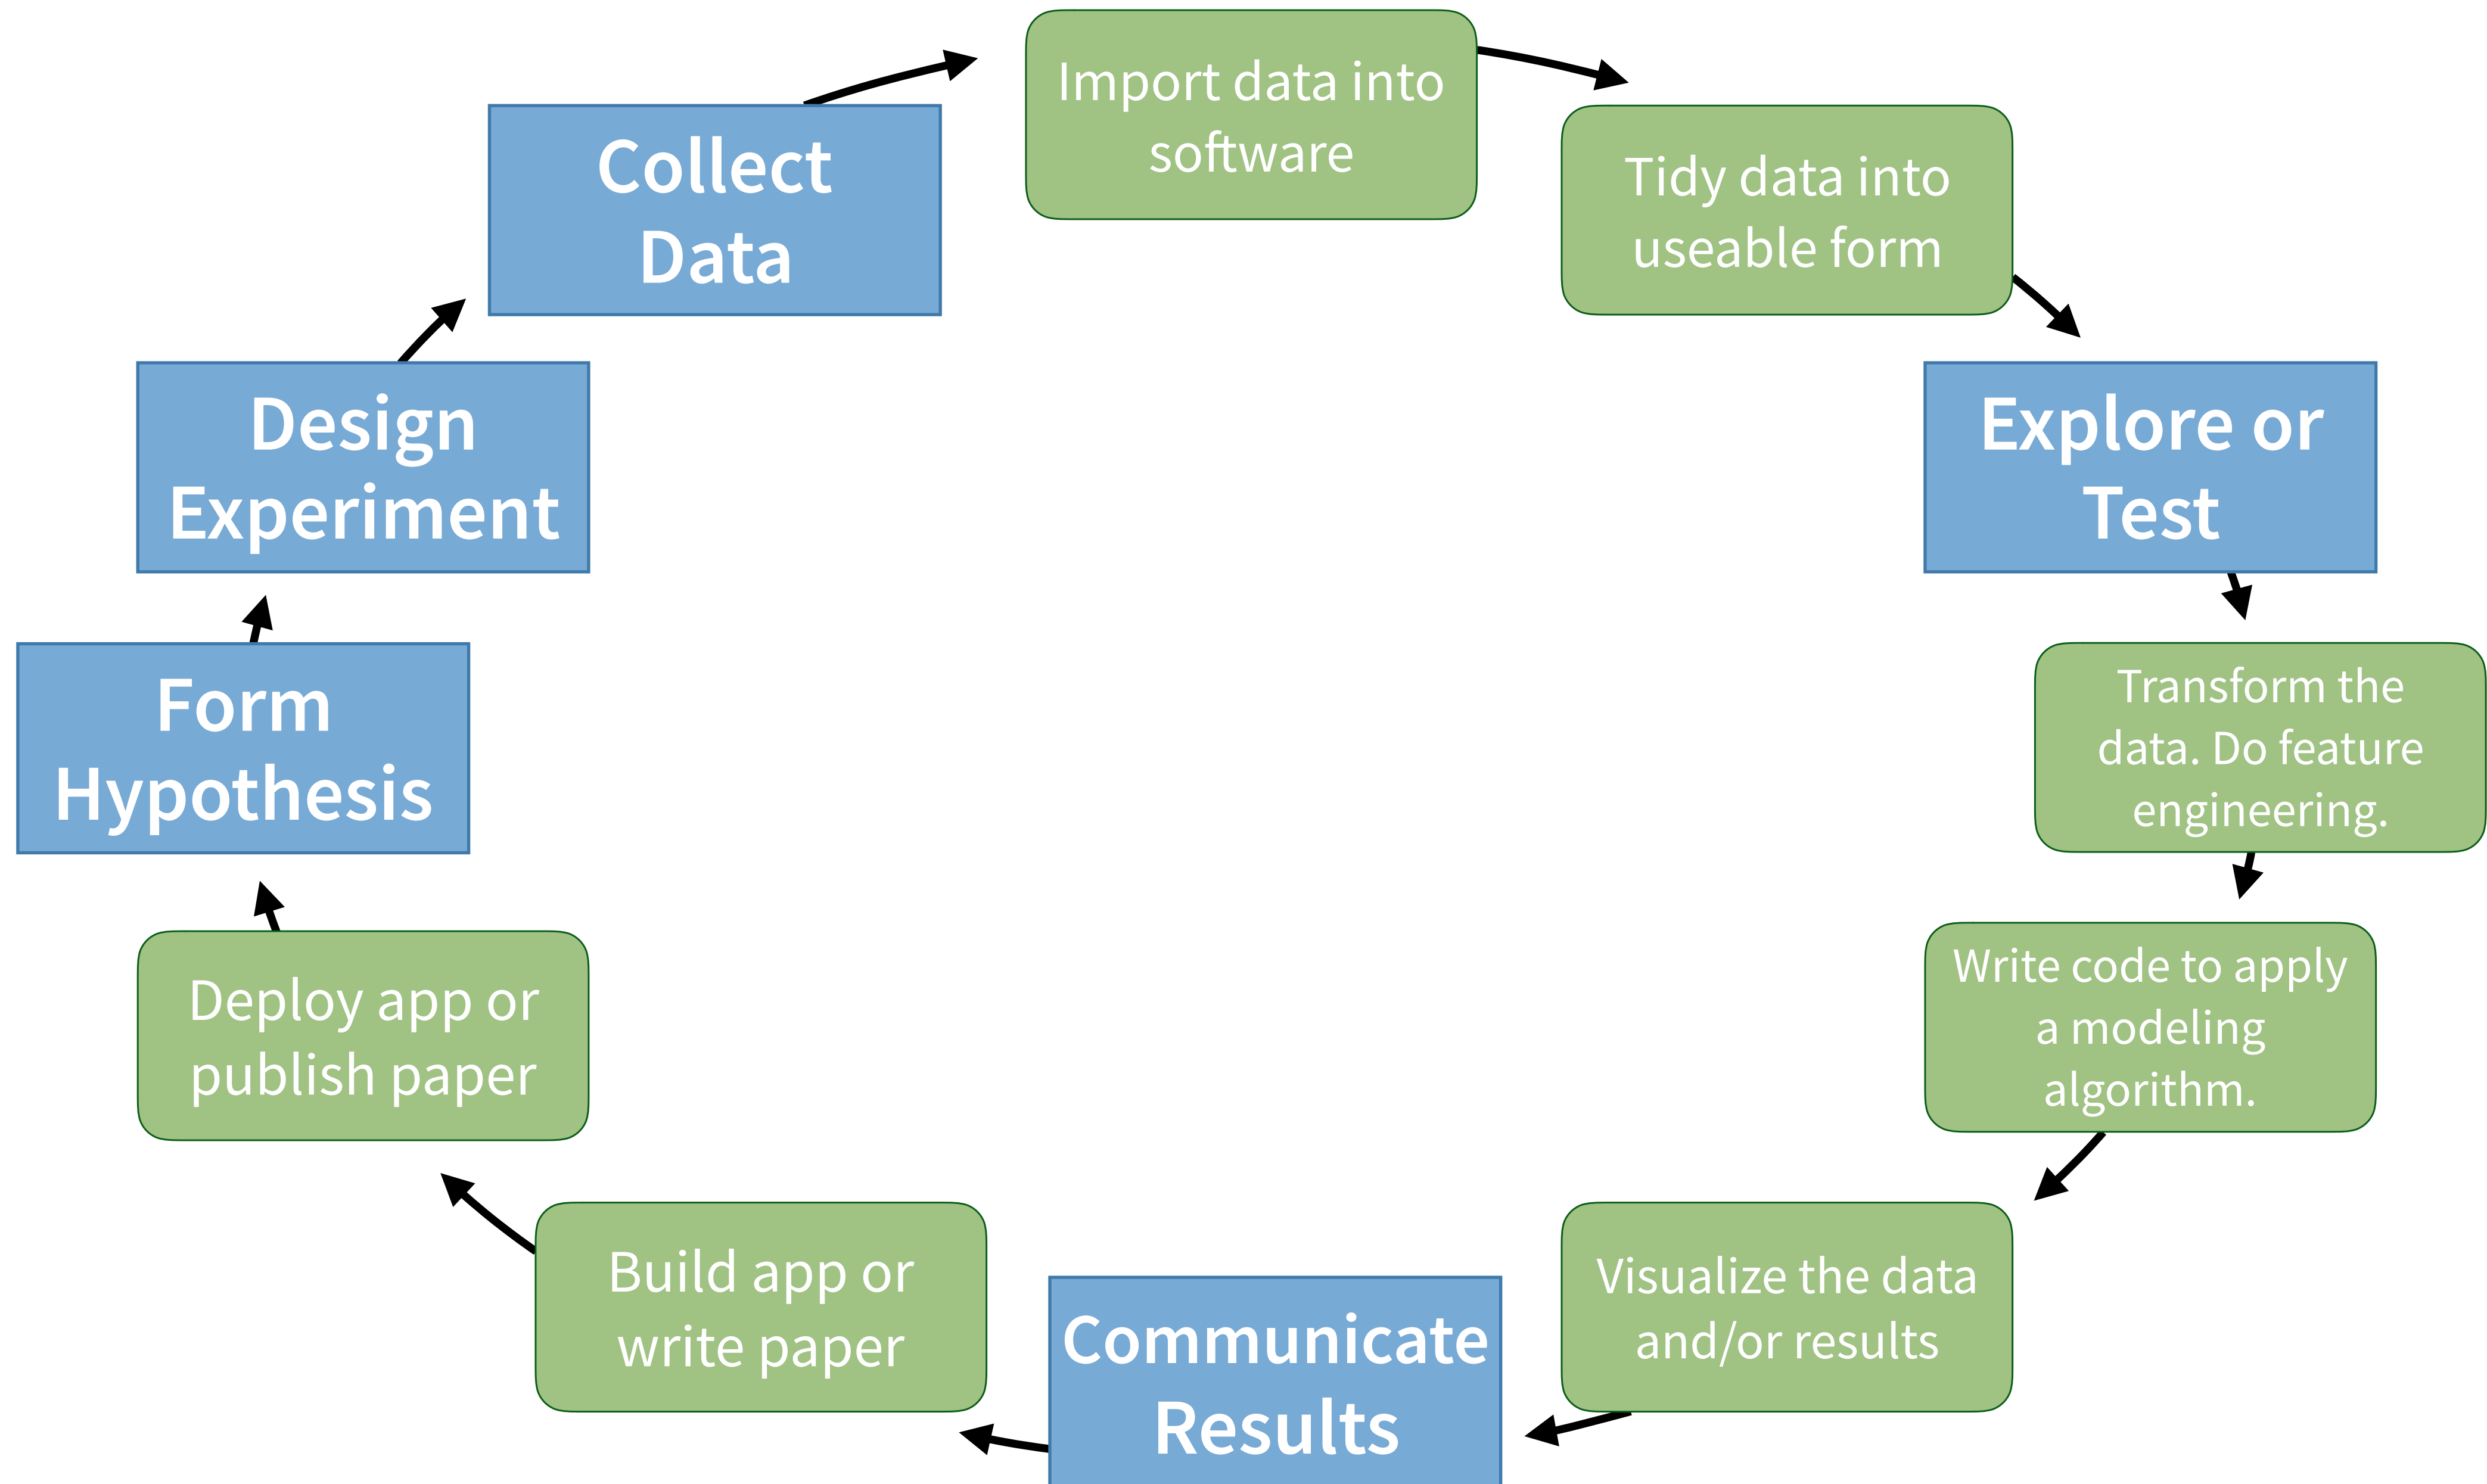 Import data into
software
Collect
Data
Tidy data into
useable form
Design
Experiment
Explore or
Test
Form
Hypothesis
Transform the
data. Do feature
engineering.
Deploy app or
publish paper
Write code to apply
a modeling
algorithm.
Build app or
write paper
Communicate
Results
Visualize the data
and/or results